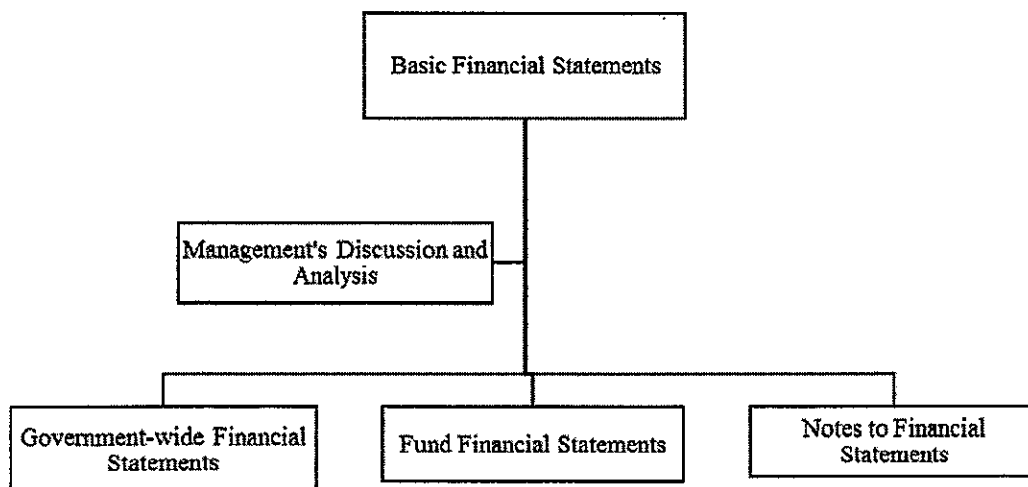 Basic Financial Statements
Management's Discussion and
Analysis
Government-wide Financial
Statements
Fund Financial Statements
Notes to Financial
Statements